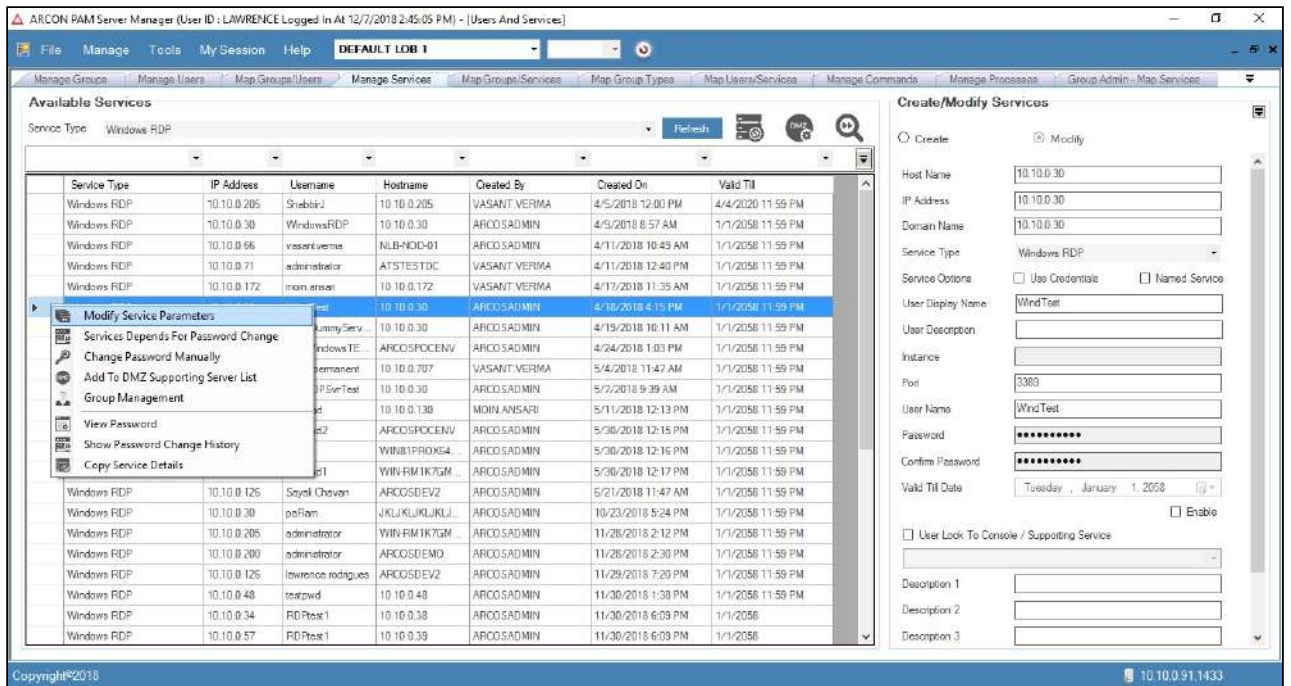 ARCON PAM Server Manager (User ID : LAWRENCE Logged In At 12/7/2018 2:45:05 PM) - [Users And Services]
File Manage Tools My Session Help DEFAULT LOB 1
Manage Groups Manage Users Map Groups/Users Manage Services Map Groups/Services Map Group Types Map Users/Services Manage Commands Manage Processes Group Admin - Map Services
Available Services
Service Type Windows RDP Refresh DMZ
Service Type IP Address Username Hostname Created By Created On Valid Till
Windows RDP 10.10.0.205 ShabbirJ 10.10.0.205 VASANT.VERMA 4/5/2018 12:00 PM 4/4/2020 11:59 PM
Windows RDP 10.10.0.30 WindowsRDP 10.10.0.30 ARCOSADMIN 4/9/2018 8:57 AM 1/1/2058 11:59 PM
Windows RDP 10.10.0.66 vasant.verma NLB-NOD-01 VASANT.VERMA 4/11/2018 10:45 AM 1/1/2058 11:59 PM
Windows RDP 10.10.0.71 administrator ATSTESTDC VASANT.VERMA 4/11/2018 12:40 PM 1/1/2058 11:59 PM
Windows RDP 10.10.0.172 moin.ansari 10.10.0.172 VASANT.VERMA 4/17/2018 11:35 AM 1/1/2058 11:59 PM
10.10.0.30 ARCOSADMIN 4/18/2018 4:15 PM 1/1/2058 11:59 PM
ummyServ... 10.10.0.30 ARCOSADMIN 4/19/2018 10:11 AM 1/1/2058 11:59 PM
indowsTE... ARCOSPOCENV ARCOSADMIN 4/24/2018 1:03 PM 1/1/2058 11:59 PM
ermanent 10.10.0.707 VASANT.VERMA 5/4/2018 11:47 AM 1/1/2058 11:59 PM
PSvrTest 10.10.0.30 ARCOSADMIN 5/7/2018 9:39 AM 1/1/2058 11:59 PM
10.10.0.130 MOIN.ANSARI 5/11/2018 12:13 PM 1/1/2058 11:59 PM
ARCOSPOCENV ARCOSADMIN 5/30/2018 12:15 PM 1/1/2058 11:59 PM
WIN81PROX64... ARCOSADMIN 5/30/2018 12:16 PM 1/1/2058 11:59 PM
WIN-RM1K7GM... ARCOSADMIN 5/30/2018 12:17 PM 1/1/2058 11:59 PM
Windows RDP 10.10.0.126 Sayali.Chavan ARCOSDEV2 ARCOSADMIN 6/21/2018 11:47 AM 1/1/2058 11:59 PM
Windows RDP 10.10.0.30 paRam JKLJKLJKLJKLJ... ARCOSADMIN 10/23/2018 5:24 PM 1/1/2058 11:59 PM
Windows RDP 10.10.0.205 administrator WIN-RM1K7GM... ARCOSADMIN 11/28/2018 2:12 PM 1/1/2058 11:59 PM
Windows RDP 10.10.0.200 administrator ARCOSDEMO ARCOSADMIN 11/28/2018 2:30 PM 1/1/2058 11:59 PM
Windows RDP 10.10.0.126 lawrence.rodrigues ARCOSDEV2 ARCOSADMIN 11/29/2018 7:20 PM 1/1/2058 11:59 PM
Windows RDP 10.10.0.48 testpwd 10.10.0.48 ARCOSADMIN 11/30/2018 1:38 PM 1/1/2058 11:59 PM
Windows RDP 10.10.0.34 RDPtest1 10.10.0.38 ARCOSADMIN 11/30/2018 6:09 PM 1/1/2058
Windows RDP 10.10.0.57 RDPtest1 10.10.0.39 ARCOSADMIN 11/30/2018 6:09 PM 1/1/2058
Modify Service Parameters
Services Depends For Password Change
Change Password Manually
Add To DMZ Supporting Server List
Group Management
View Password
Show Password Change History
Copy Service Details
Create/Modify Services
Create Modify
Host Name 10.10.0.30
IP Address 10.10.0.30
Domain Name 10.10.0.30
Service Type Windows RDP
Service Options Use Credentials Named Service
User Display Name WindTest
User Description
Instance
Port 3389
User Name WindTest
Password
Confirm Password
Valid Till Date Tuesday , January 1, 2058
Enable
User Lock To Console / Supporting Service
Description 1
Description 2
Description 3
Copyright©2018 10.10.0.91,1433